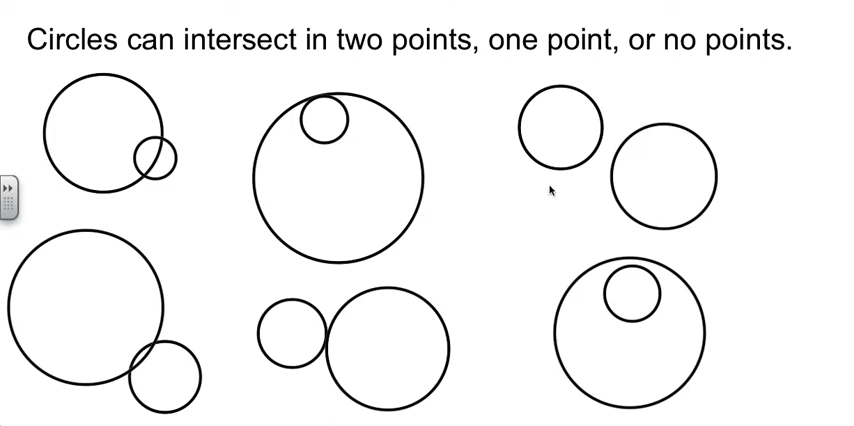 Circles can intersect in two points, one point, or no points.